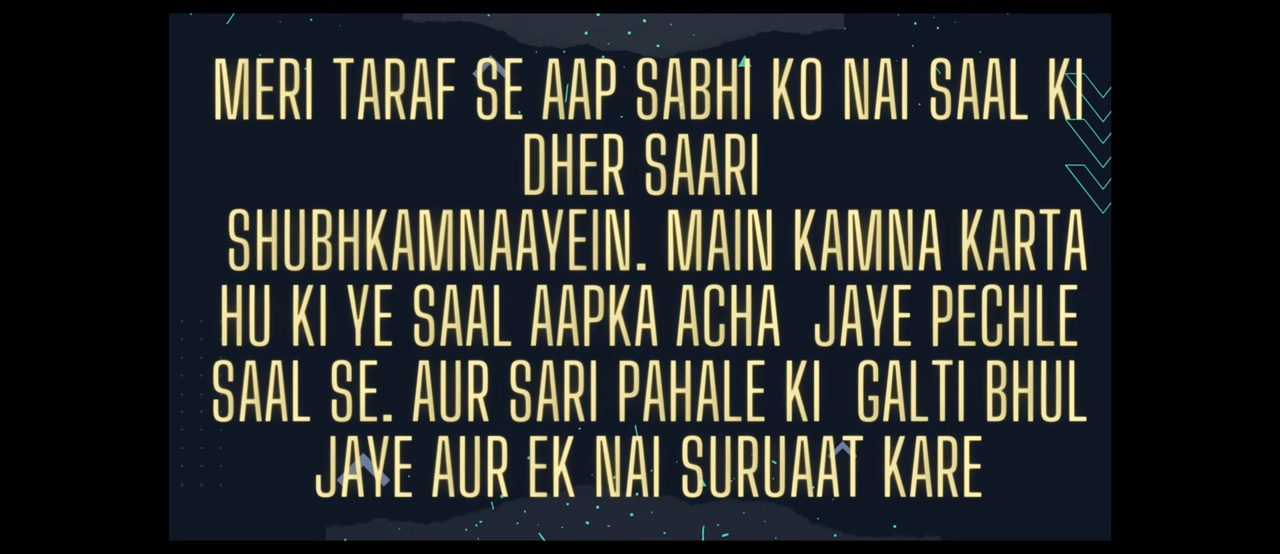 MERI TARAF SE AAP SABHI KO NAI SAAL KI
DHER SAARI
SHUBHKAMNAAYEIN. MAIN KAMNA KARTA
HU KI YE SAAL AAPKA ACHA JAYE PECHLE
SAAL SE. AUR SARI PAHALE KI GALTI BHUL
JAYE AUR EK NAI SURUAAT KARE